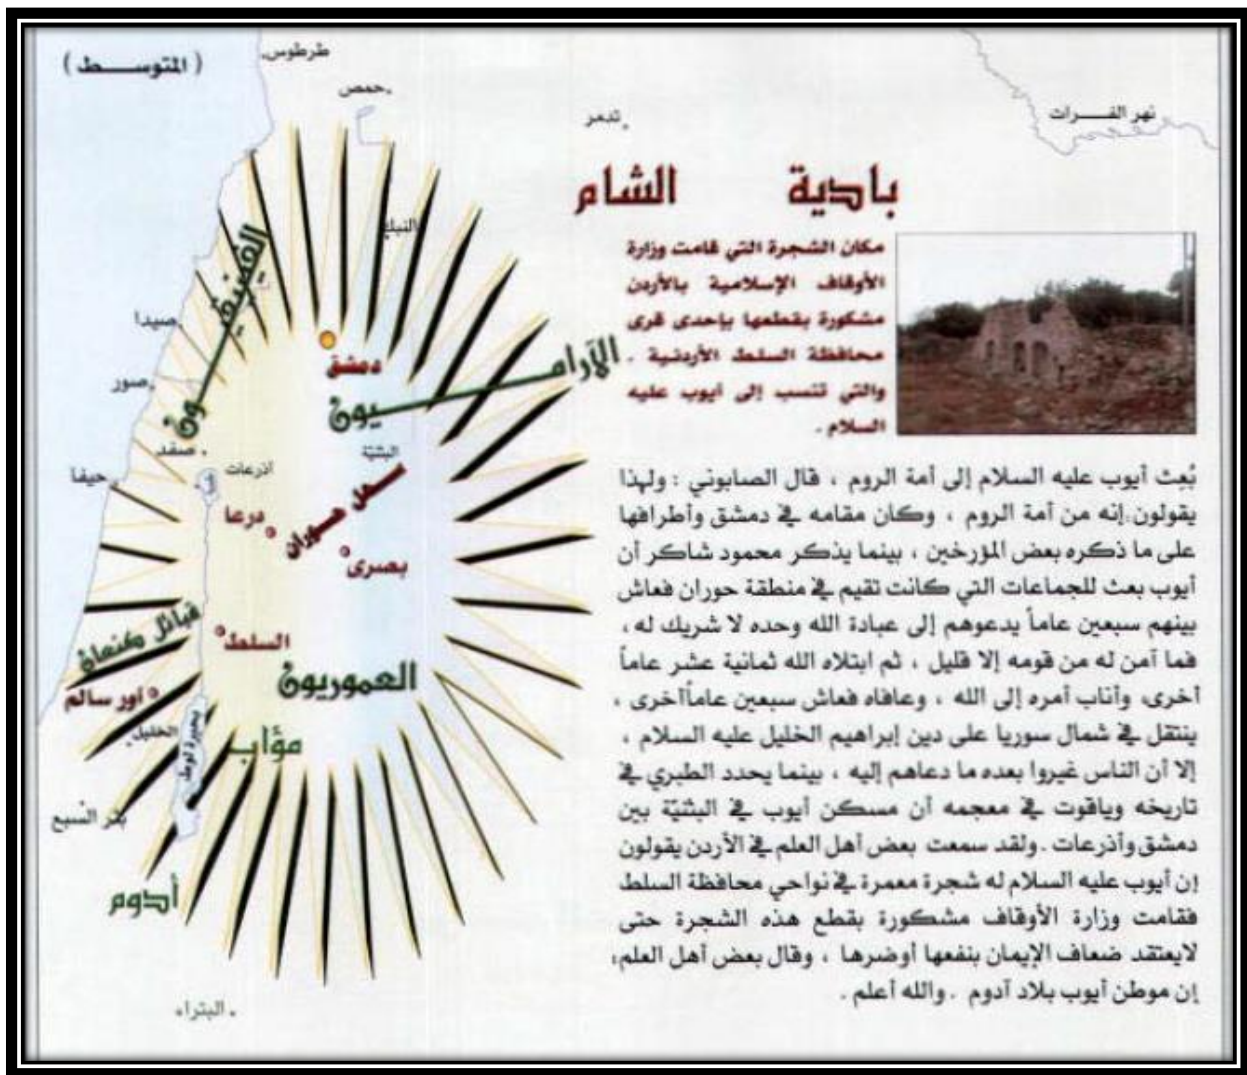 ( المتوســـط )
طرطوس
حمص
تدمر
نهر الفـــرات
بادية الشام
النبك
الفينيقيـــون
صيدا
صور
دمشق
الآراميـــــون
صفد
البثنيّة
أذرعات
حيفا
درعا
ســهل حــوران
بصرى
قبائل كنعان
السلط
العموريون
أور سالم
الخليل
بحيرة لوط
مؤاب
بئر السبع
أدوم
البتراء
مكان الشجرة التي قامت وزارة
الأوقاف الإسلامية بالأردن
مشكورة بقطعها بإحدى قرى
محافظة السلط الأردنية .
والتي تنسب إلى أيوب عليه
السلام .
بُعِث أيوب عليه السلام إلى أمة الروم ، قال الصابوني : ولهذا
يقولون:إنه من أمة الروم ، وكان مقامه في دمشق وأطرافها
على ما ذكره بعض المؤرخين ، بينما يذكر محمود شاكر أن
أيوب بعث للجماعات التي كانت تقيم في منطقة حوران فعاش
بينهم سبعين عاماً يدعوهم إلى عبادة الله وحده لا شريك له ،
فما آمن له من قومه إلا قليل ، ثم ابتلاه الله ثمانية عشر عاماً
أخرى، وأناب أمره إلى الله ، وعافاه فعاش سبعين عاماًأخرى ،
ينتقل في شمال سوريا على دين إبراهيم الخليل عليه السلام ،
إلا أن الناس غيروا بعده ما دعاهم إليه ، بينما يحدد الطبري في
تاريخه وياقوت في معجمه أن مسكن أيوب في البثنيّة بين
دمشق وأذرعات . ولقد سمعت بعض أهل العلم في الأردن يقولون
إن أيوب عليه السلام له شجرة معمرة في نواحي محافظة السلط
فقامت وزارة الأوقاف مشكورة بقطع هذه الشجرة حتى
لايعتقد ضعاف الإيمان بنفعها أوضرها ، وقال بعض أهل العلم:
إن موطن أيوب بلاد آدوم . والله أعلم .